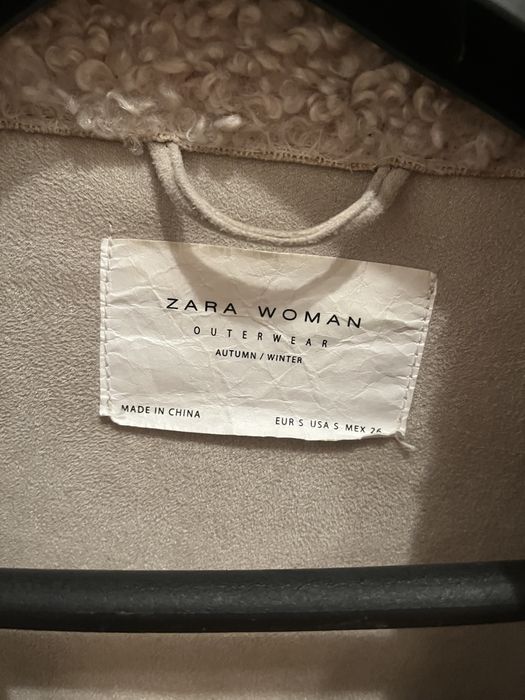 ZARA WOMAN
OUTERWEAR
AUTUMN / WINTER
MADE IN CHINA
EUR S USA S MEX 26